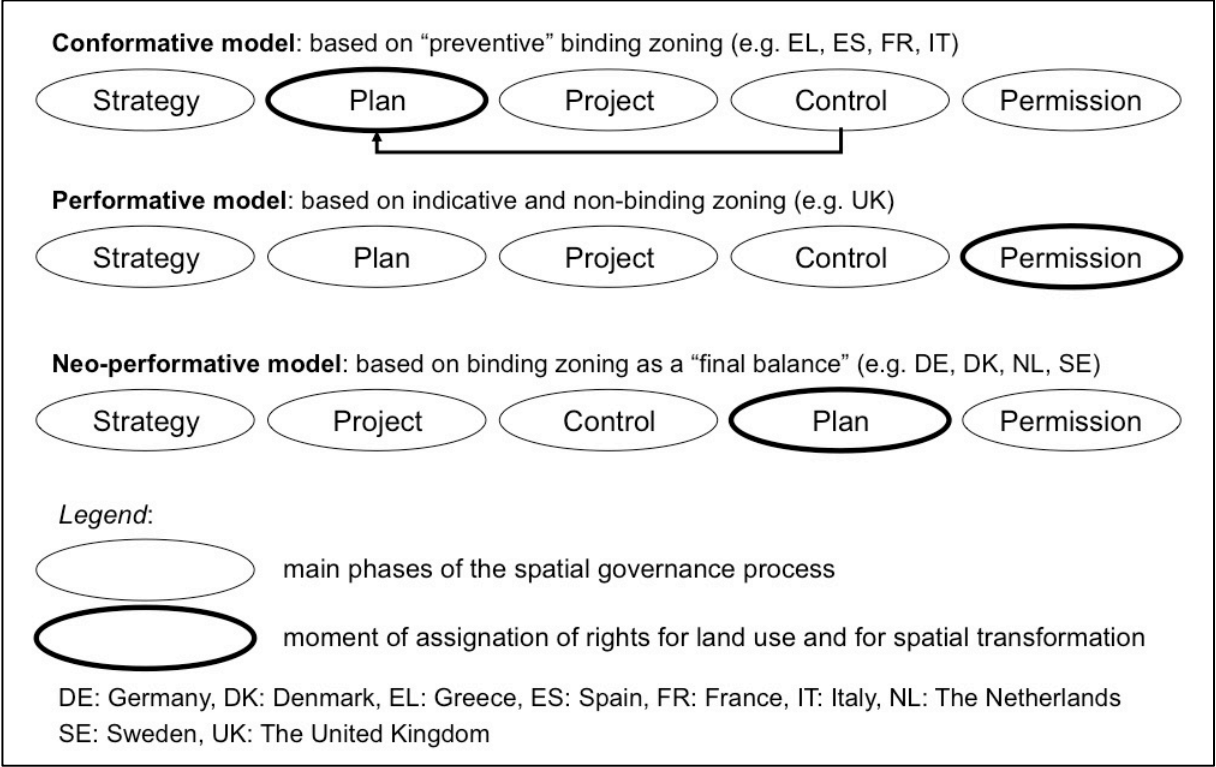 Conformative model: based on “preventive” binding zoning (e.g. EL, ES, FR, IT)
Strategy Plan Project Control Permission
Performative model: based on indicative and non-binding zoning (e.g. UK)
Strategy Plan Project Control Permission
Neo-performative model: based on binding zoning as a “final balance” (e.g. DE, DK, NL, SE)
Strategy Project Control Plan Permission
Legend:
main phases of the spatial governance process
moment of assignation of rights for land use and for spatial transformation
DE: Germany, DK: Denmark, EL: Greece, ES: Spain, FR: France, IT: Italy, NL: The Netherlands
SE: Sweden, UK: The United Kingdom